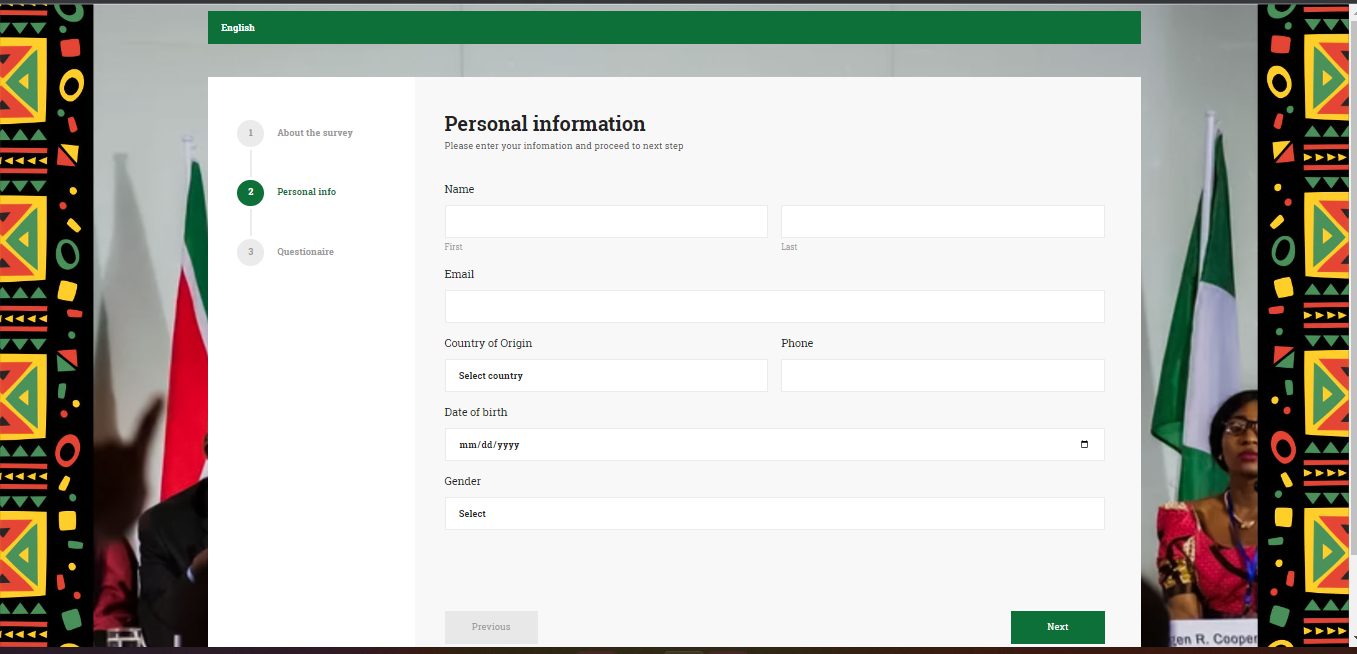 English
1 About the survey
2 Personal info
3 Questionaire
Personal information
Please enter your infomation and proceed to next step
Name
First Last
Email
Country of Origin Phone
Select country
Date of birth
mm/dd/yyyy
Gender
Select
Previous Next
gen R. Cooper